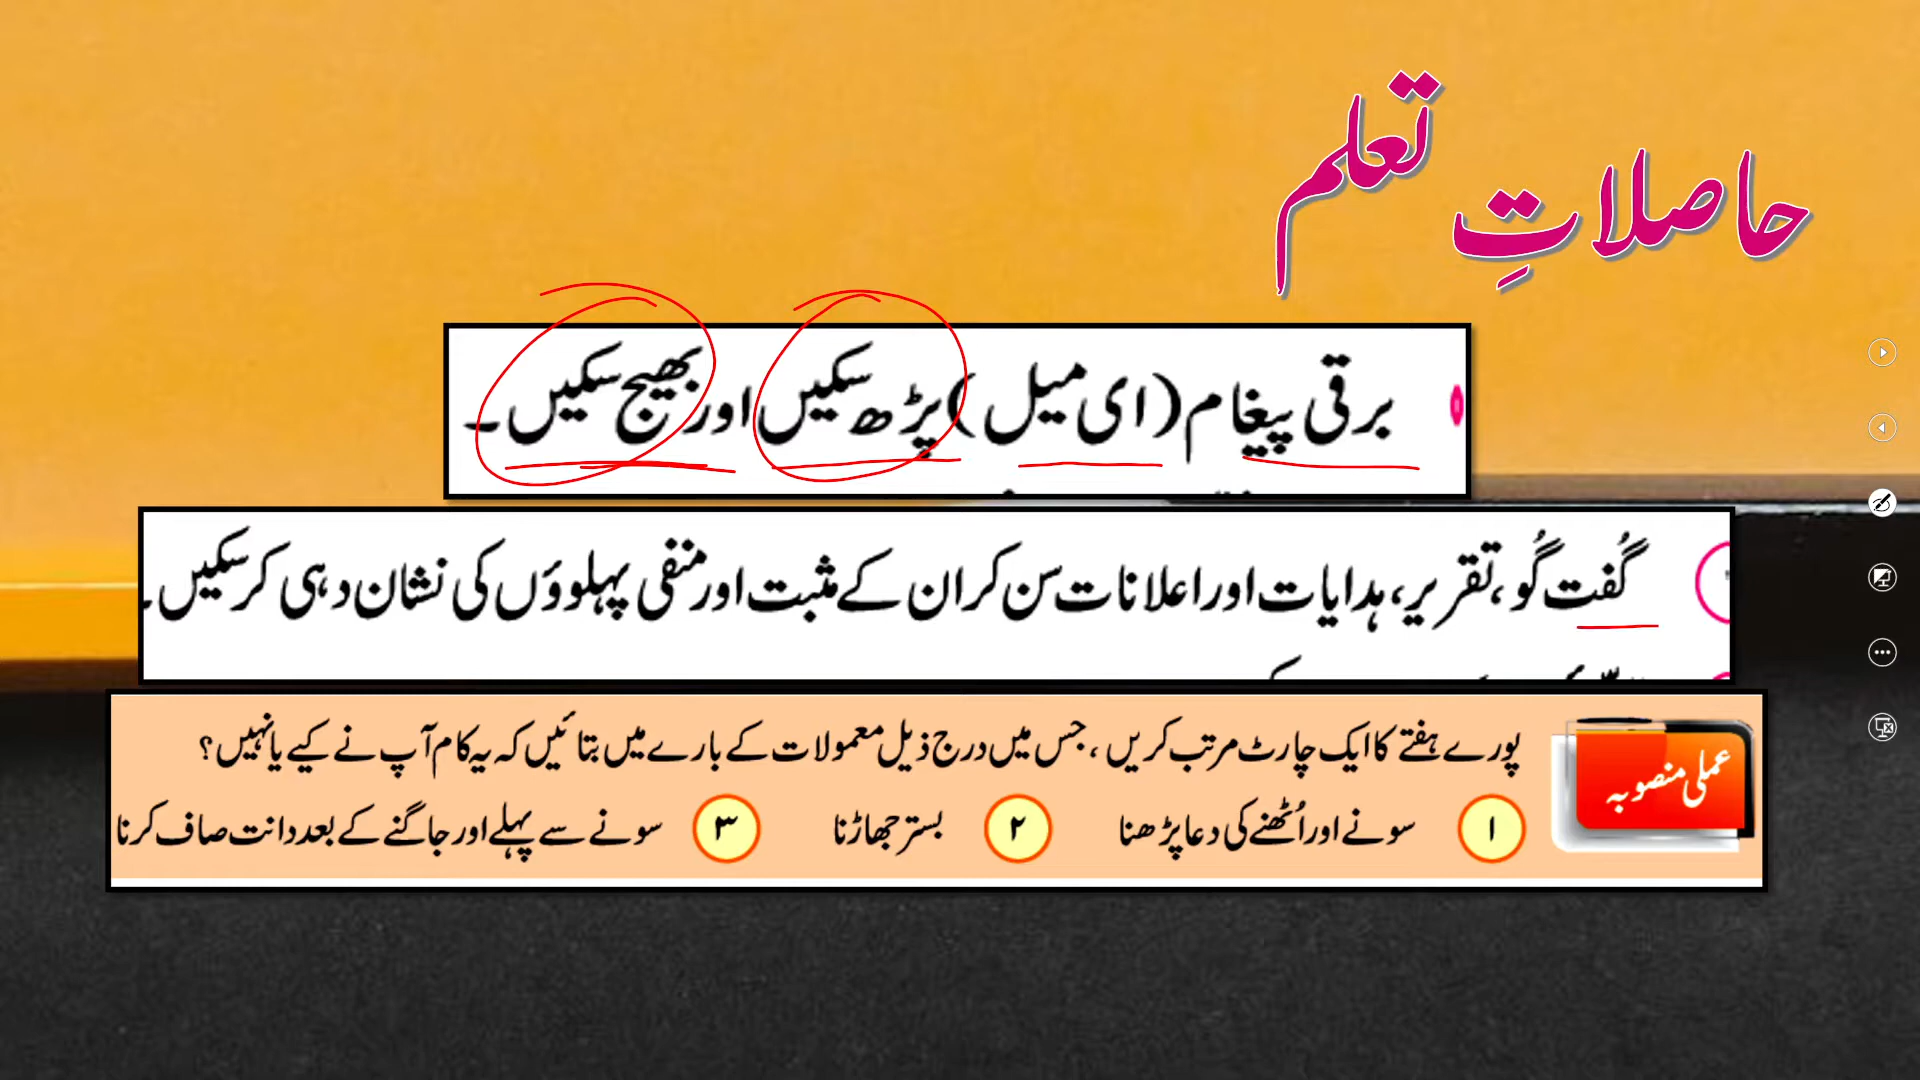 حاصلاتِ تعلم
برقی پیغام (ای میل) پڑھ سکیں اور بھیج سکیں۔
گُفت گُو، تقریر، ہدایات اور اعلانات سن کر ان کے مثبت اور منفی پہلوؤں کی نشان دہی کر سکیں۔
عملی منصوبہ
پورے ہفتے کا ایک چارٹ مرتب کریں، جس میں درج ذیل معمولات کے بارے میں بتائیں کہ یہ کام آپ نے کیے یا نہیں؟
۱ سونے اور اُٹھنے کی دعا پڑھنا ۲ بستر جھاڑنا ۳ سونے سے پہلے اور جاگنے کے بعد دانت صاف کرنا